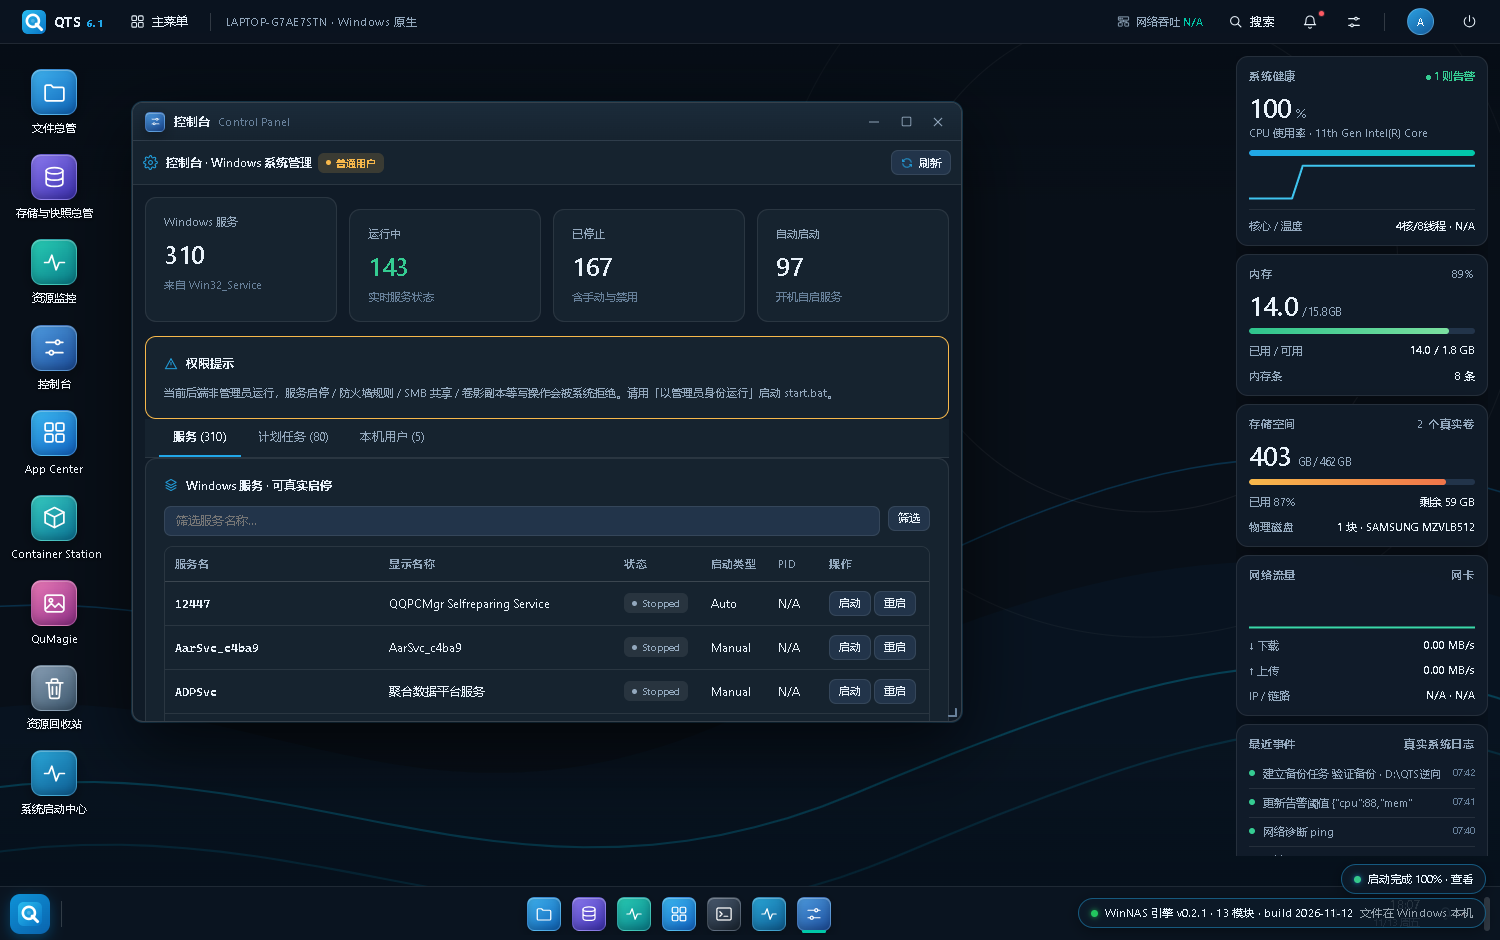 QTS 6.1
主菜单
LAPTOP-G7AE7STN · Windows 原生
网络吞吐 N/A
搜索
A
文件总管
存储与快照总管
资源监控
控制台
App Center
Container Station
QuMagie
资源回收站
系统启动中心
控制台 Control Panel
控制台 · Windows 系统管理
普通用户
刷新
Windows 服务
310
来自 Win32_Service
运行中
143
实时服务状态
已停止
167
含手动与禁用
自动启动
97
开机自启服务
权限提示
当前后端非管理员运行，服务启停 / 防火墙规则 / SMB 共享 / 卷影副本等写操作会被系统拒绝。请用「以管理员身份运行」启动 start.bat。
服务 (310)
计划任务 (80)
本机用户 (5)
Windows 服务 · 可真实启停
筛选服务名称...
筛选
服务名 显示名称 状态 启动类型 PID 操作
12447 QQPCMgr Selfreparing Service Stopped Auto N/A 启动 重启
AarSvc_c4ba9 AarSvc_c4ba9 Stopped Manual N/A 启动 重启
ADPSvc 聚合数据平台服务 Stopped Manual N/A 启动 重启
系统健康 1 则告警
100 %
CPU 使用率 · 11th Gen Intel(R) Core
核心 / 温度 4核/8线程 · N/A
内存 89%
14.0 / 15.8GB
已用 / 可用 14.0 / 1.8 GB
内存条 8 条
存储空间 2 个真实卷
403 GB / 462GB
已用 87% 剩余 59 GB
物理磁盘 1 块 · SAMSUNG MZVLB512
网络流量 网卡
↓ 下载 0.00 MB/s
↑ 上传 0.00 MB/s
IP / 链路 N/A · N/A
最近事件 真实系统日志
建立备份任务 验证备份 · D:\QTS逆向 07:42
更新告警阈值 {"cpu":88,"mem" 07:41
网络诊断 ping 07:40
启动完成 100% · 查看
WinNAS 引擎 v0.2.1 · 13 模块 · build 2026-11-12 文件在 Windows 本机